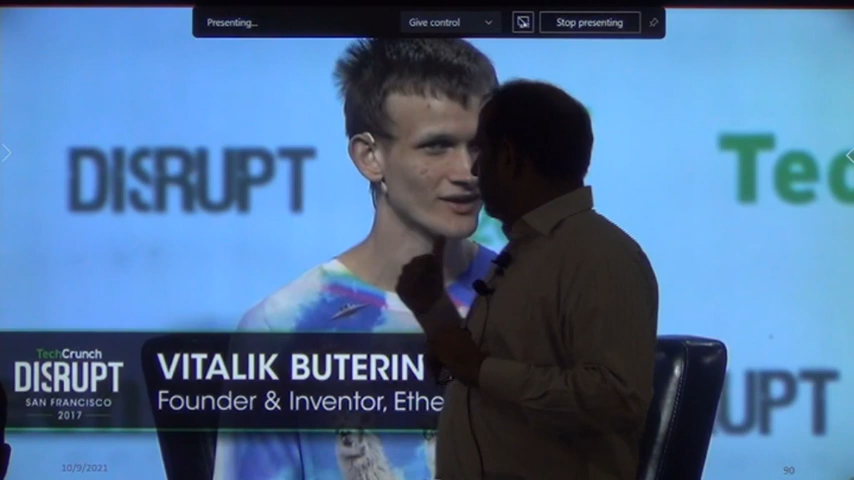 Presenting...
Give control
Stop presenting
DISRUPT
Tec
TechCrunch
DISRUPT
SAN FRANCISCO
2017
VITALIK BUTERIN
Founder & Inventor, Ethe
UPT
10/9/2021
90